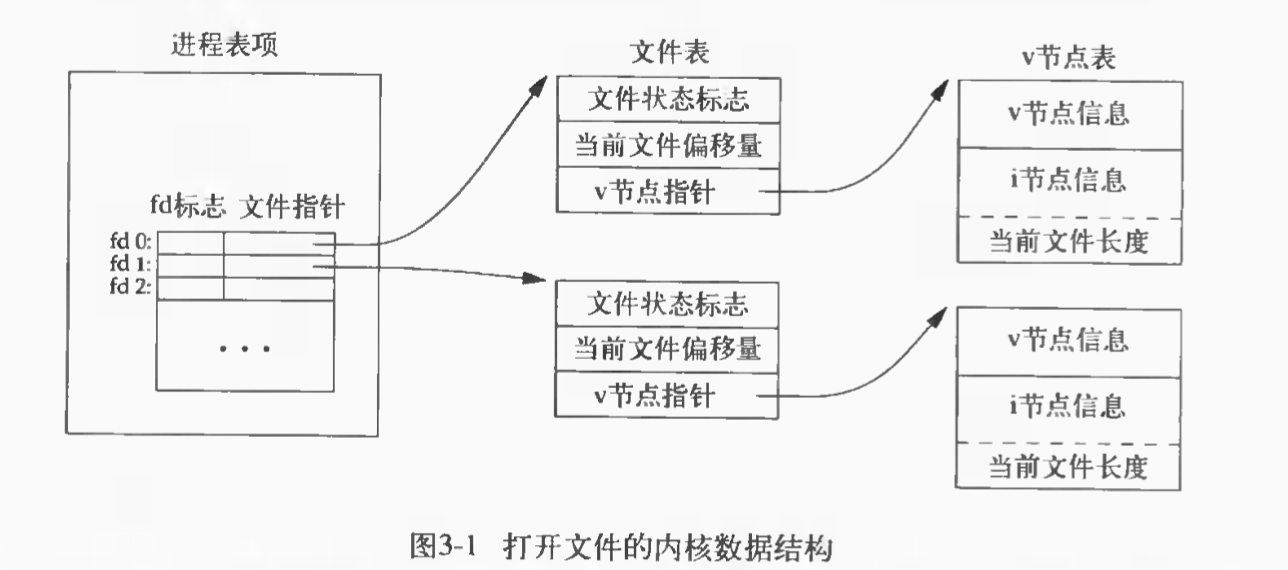 进程表项
fd标志 文件指针
fd 0:
fd 1:
fd 2:
...
文件表
文件状态标志
当前文件偏移量
v节点指针
文件状态标志
当前文件偏移量
v节点指针
v节点表
v节点信息
i节点信息
当前文件长度
v节点信息
i节点信息
当前文件长度
图3-1 打开文件的内核数据结构